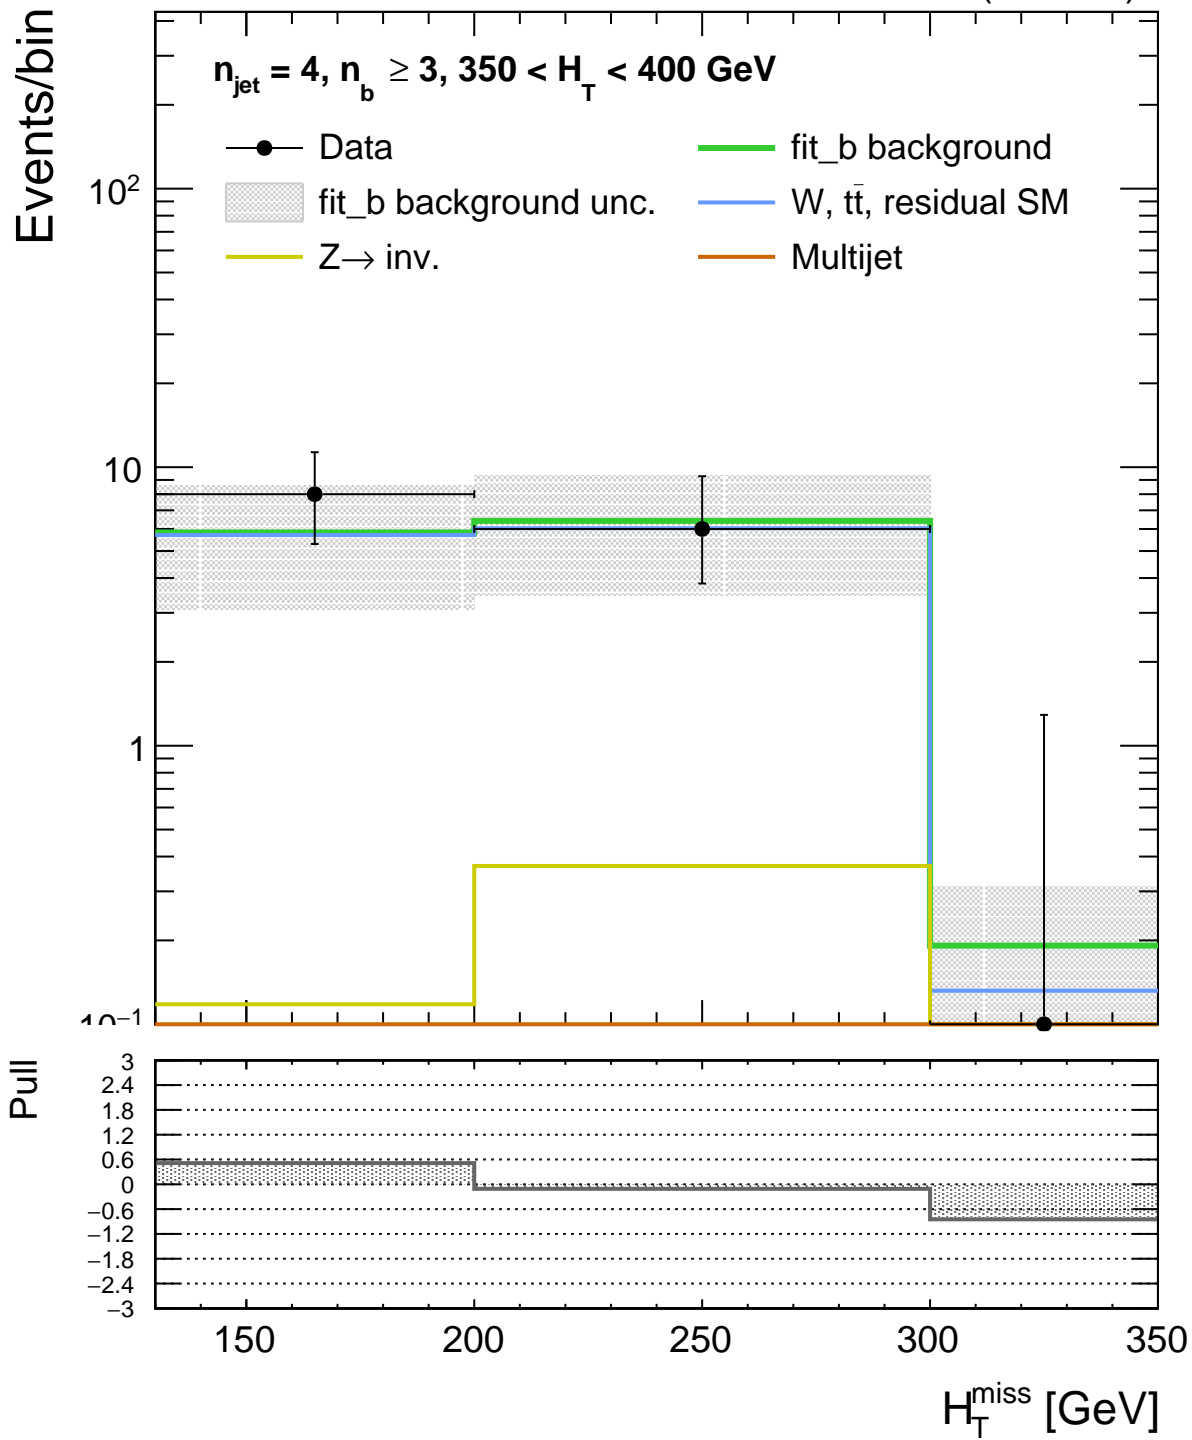 Events/bin
n_jet = 4, n_b ≥ 3, 350 < H_T < 400 GeV
Data
fit_b background
fit_b background unc.
W, tt̄, residual SM
Z→ inv.
Multijet
10²
10
1
10⁻¹
Pull
3
2.4
1.8
1.2
0.6
0
−0.6
−1.2
−1.8
−2.4
−3
150 200 250 300 350
H_T^miss [GeV]